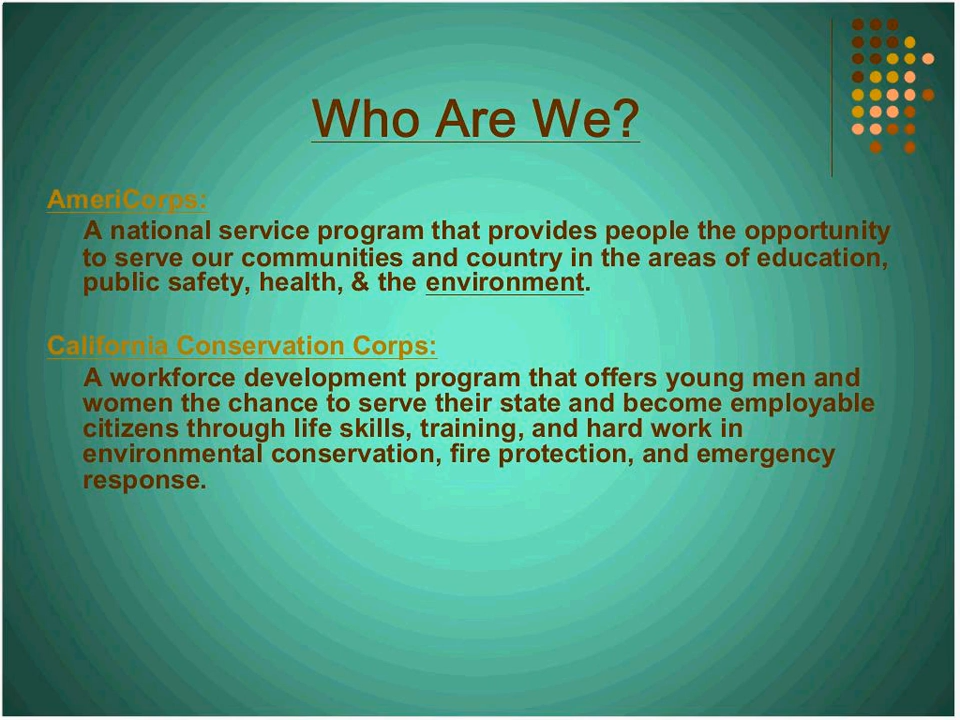 Who Are We?
AmeriCorps:
A national service program that provides people the opportunity
to serve our communities and country in the areas of education,
public safety, health, & the environment.
California Conservation Corps:
A workforce development program that offers young men and
women the chance to serve their state and become employable
citizens through life skills, training, and hard work in
environmental conservation, fire protection, and emergency
response.